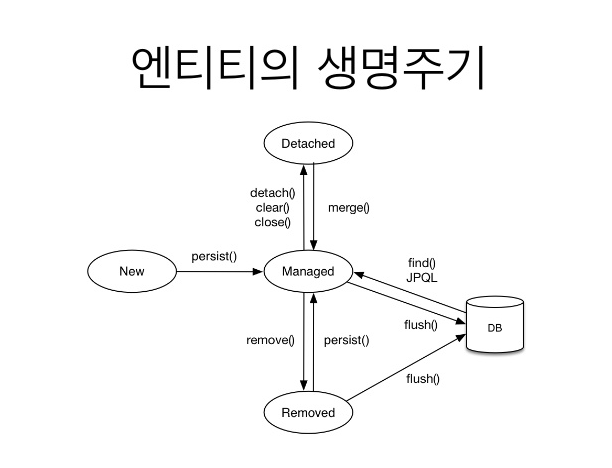 엔티티의 생명주기
Detached
detach()
clear()
close()
merge()
New
persist()
Managed
find()
JPQL
flush()
DB
remove()
persist()
flush()
Removed